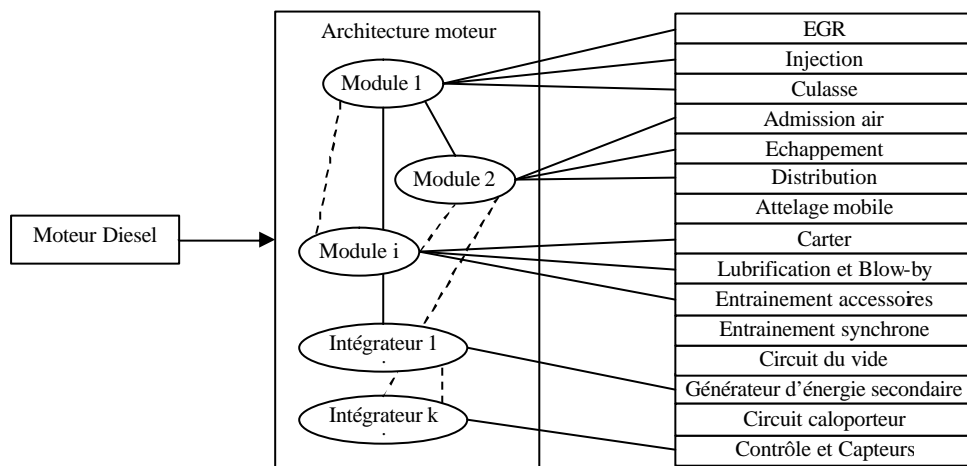 Architecture moteur
Module 1
Module 2
Moteur Diesel
Module i
Intégrateur 1
Intégrateur k
EGR
Injection
Culasse
Admission air
Echappement
Distribution
Attelage mobile
Carter
Lubrification et Blow-by
Entrainement accessoires
Entrainement synchrone
Circuit du vide
Générateur d’énergie secondaire
Circuit caloporteur
Contrôle et Capteurs